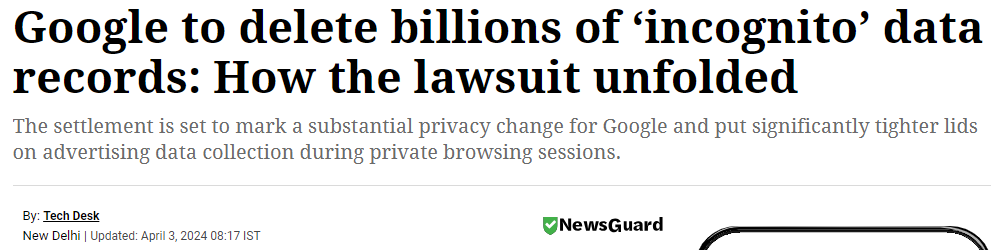 Google to delete billions of ‘incognito’ data
records: How the lawsuit unfolded
The settlement is set to mark a substantial privacy change for Google and put significantly tighter lids
on advertising data collection during private browsing sessions.
By: Tech Desk
New Delhi | Updated: April 3, 2024 08:17 IST
NewsGuard